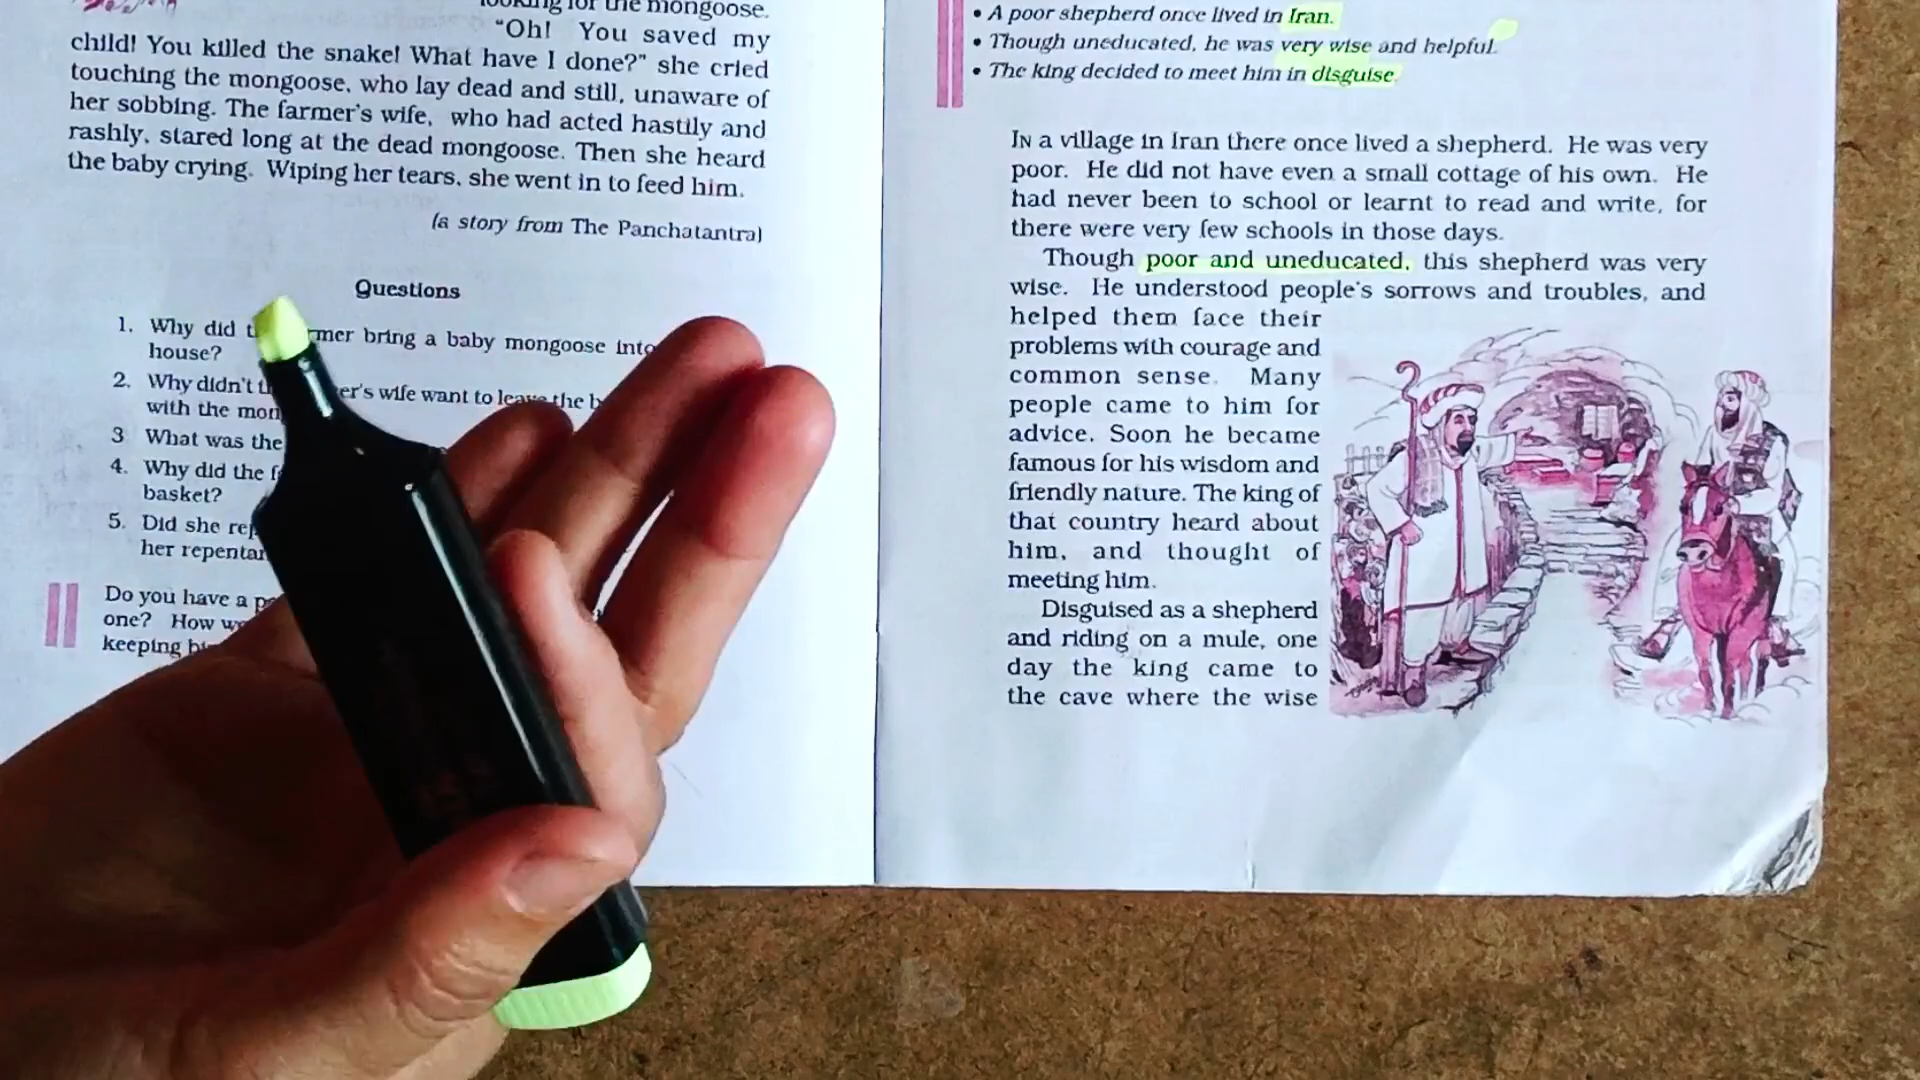 looking for the mongoose.
"Oh! You saved my
child! You killed the snake! What have I done?" she cried
touching the mongoose, who lay dead and still, unaware of
her sobbing. The farmer's wife, who had acted hastily and
rashly, stared long at the dead mongoose. Then she heard
the baby crying. Wiping her tears, she went in to feed him.
(a story from The Panchatantra)
Questions
1. Why did bring a baby mongoose into
house?
2. Why didn't wife want to leave the
with the
3 What was the
4. Why did the
basket?
5. Did she
her
Do you have a
one? How
keeping
• A poor shepherd once lived in Iran.
• Though uneducated, he was very wise and helpful.
• The king decided to meet him in disguise.
IN a village in Iran there once lived a shepherd. He was very
poor. He did not have even a small cottage of his own. He
had never been to school or learnt to read and write, for
there were very few schools in those days.
Though poor and uneducated, this shepherd was very
wise. He understood people's sorrows and troubles, and
helped them face their
problems with courage and
common sense. Many
people came to him for
advice. Soon he became
famous for his wisdom and
friendly nature. The king of
that country heard about
him, and thought of
meeting him.
Disguised as a shepherd
and riding on a mule, one
day the king came to
the cave where the wise